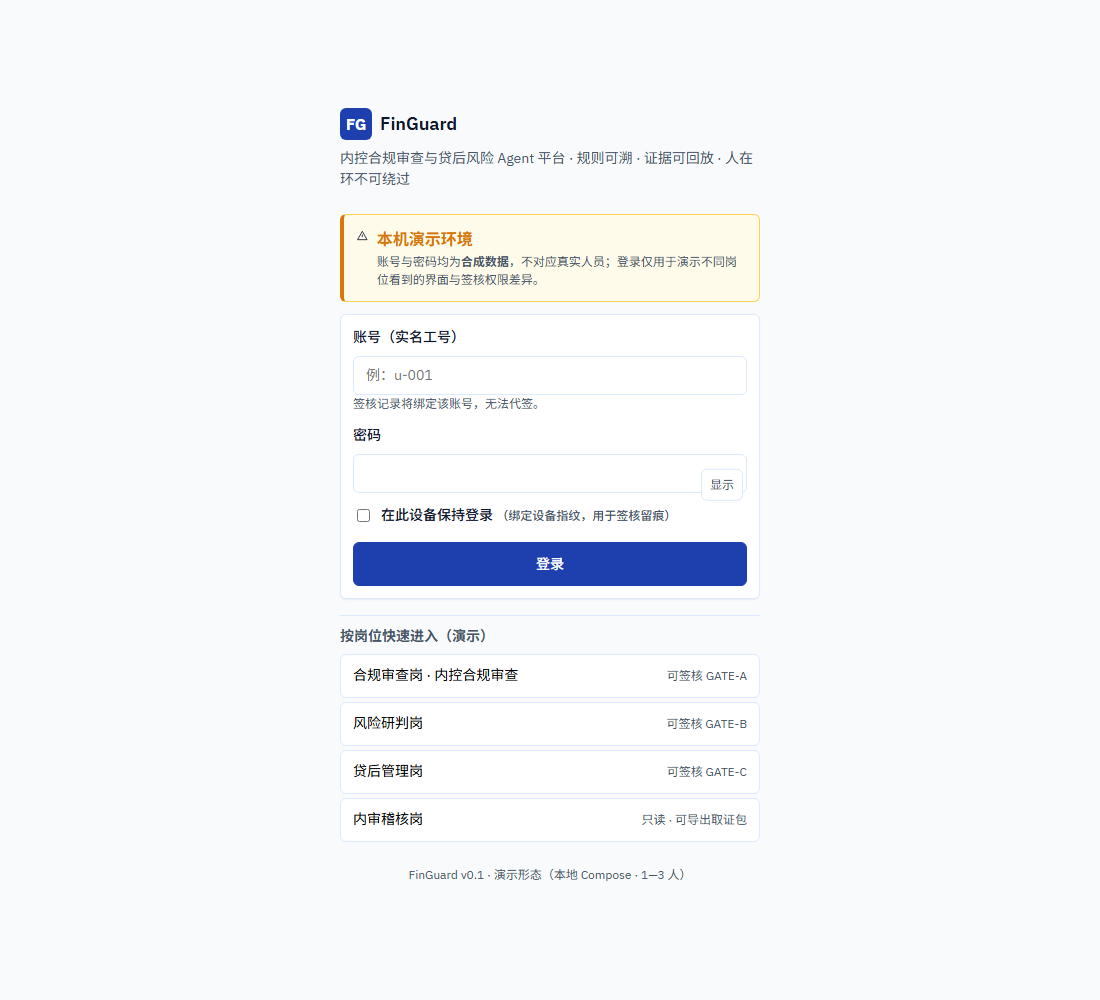 FG FinGuard
内控合规审查与贷后风险 Agent 平台 · 规则可溯 · 证据可回放 · 人在
环不可绕过
本机演示环境
账号与密码均为合成数据，不对应真实人员；登录仅用于演示不同岗
位看到的界面与签核权限差异。
账号（实名工号）
例：u-001
签核记录将绑定该账号，无法代签。
密码
显示
在此设备保持登录 （绑定设备指纹，用于签核留痕）
登录
按岗位快速进入（演示）
合规审查岗 · 内控合规审查 可签核 GATE-A
风险研判岗 可签核 GATE-B
贷后管理岗 可签核 GATE-C
内审稽核岗 只读 · 可导出取证包
FinGuard v0.1 · 演示形态（本地 Compose · 1—3 人）